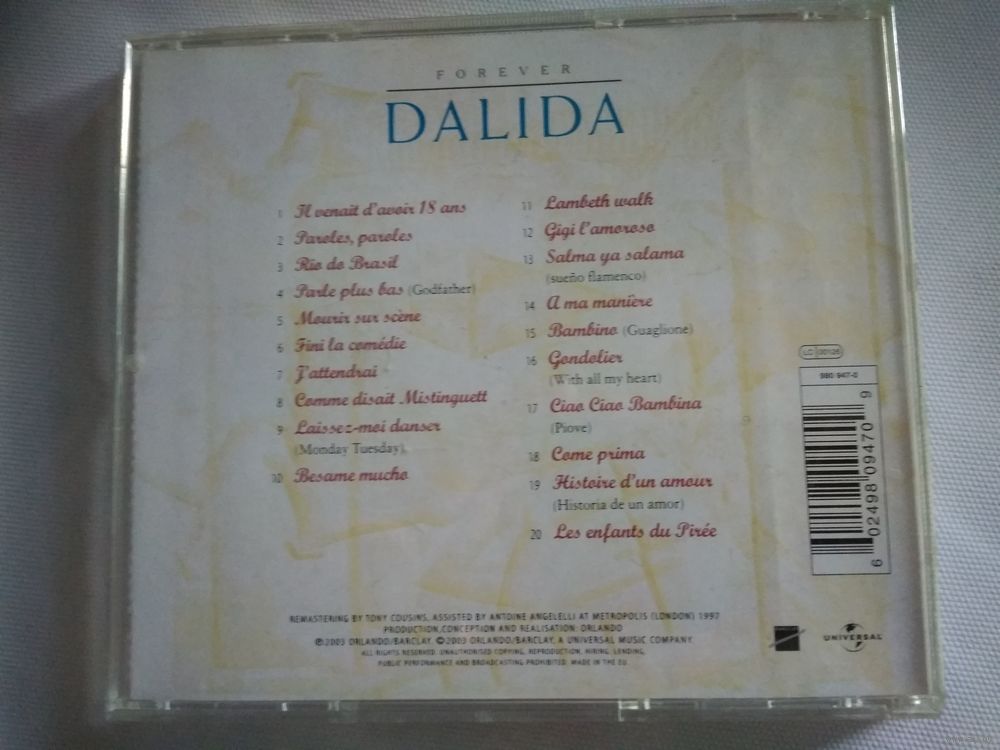 FOREVER
DALIDA
1 Il venait d'avoir 18 ans
2 Paroles, paroles
3 Rio do Brasil
4 Parle plus bas (Godfather)
5 Mourir sur scène
6 Fini la comédie
7 J'attendrai
8 Comme disait Mistinguett
9 Laissez-moi danser
(Monday Tuesday)
10 Besame mucho
11 Lambeth walk
12 Gigi l'amoroso
13 Salma ya salama
(sueño flamenco)
14 A ma manière
15 Bambino (Guaglione)
16 Gondolier
(With all my heart)
17 Ciao Ciao Bambina
(Piove)
18 Come prima
19 Histoire d'un amour
(Historia de un amor)
20 Les enfants du Pirée
LC
980 947-0
6 02498 09470 9
REMASTERING BY TONY COUSINS, ASSISTED BY ANTOINE ANGELELLI AT METROPOLIS (LONDON) 1997
PRODUCTION, CONCEPTION AND REALISATION: ORLANDO
℗2003 ORLANDO/BARCLAY. ©2003 ORLANDO/BARCLAY, A UNIVERSAL MUSIC COMPANY.
ALL RIGHTS RESERVED. UNAUTHORISED COPYING, REPRODUCTION, HIRING, LENDING,
PUBLIC PERFORMANCE AND BROADCASTING PROHIBITED. MADE IN THE EU.
UNIVERSAL